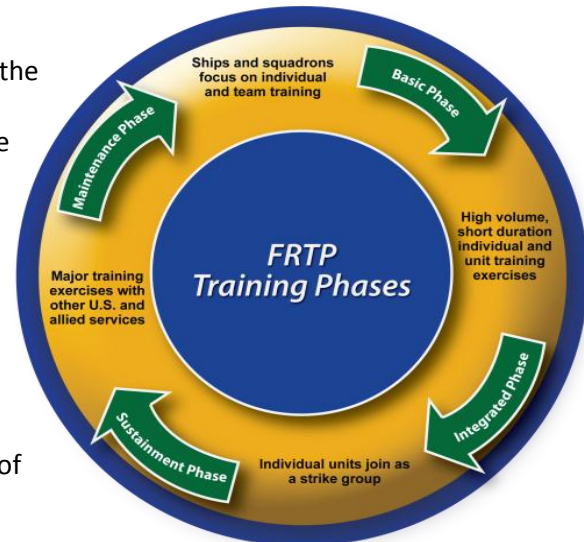 the
e
of
Ships and squadrons
focus on individual
and team training
Basic Phase
High volume,
short duration
individual and
unit training
exercises
Integrated Phase
Individual units join as
a strike group
Sustainment Phase
Major training
exercises with
other U.S. and
allied services
Maintenance Phase
FRTP
Training Phases